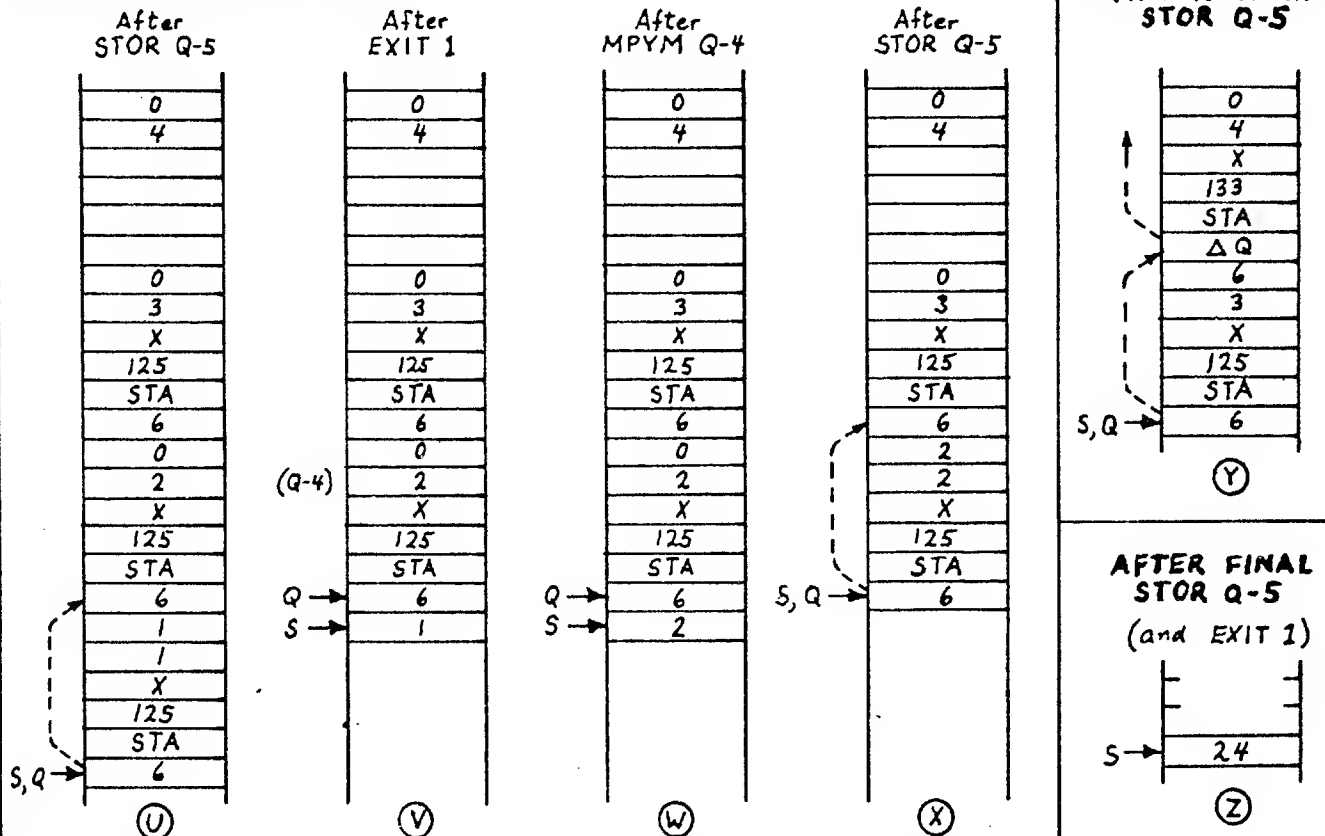 After
STOR Q-5
0
4
0
3
X
125
STA
6
0
2
X
125
STA
6
1
1
X
125
STA
S,Q 6
U
After
EXIT 1
0
4
0
3
X
125
STA
6
0
(Q-4) 2
X
125
STA
Q 6
S 1
V
After
MPYM Q-4
0
4
0
3
X
125
STA
6
0
2
X
125
STA
Q 6
S 2
W
After
STOR Q-5
0
4
0
3
X
125
STA
6
2
2
X
125
STA
S,Q 6
X
STOR Q-5
0
4
X
133
STA
Δ Q
6
3
X
125
STA
S,Q 6
Y
AFTER FINAL
STOR Q-5
(and EXIT 1)
S 24
Z